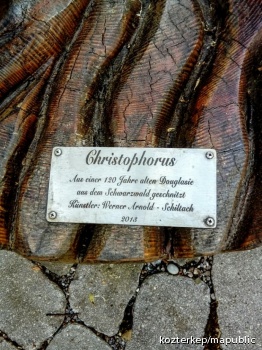 Christophorus
Aus einer 120 Jahre alten Douglasie
aus dem Schwarzwald geschnitzt
Künstler: Werner Arnold - Schiltach
2013
kozterkep/mapublic